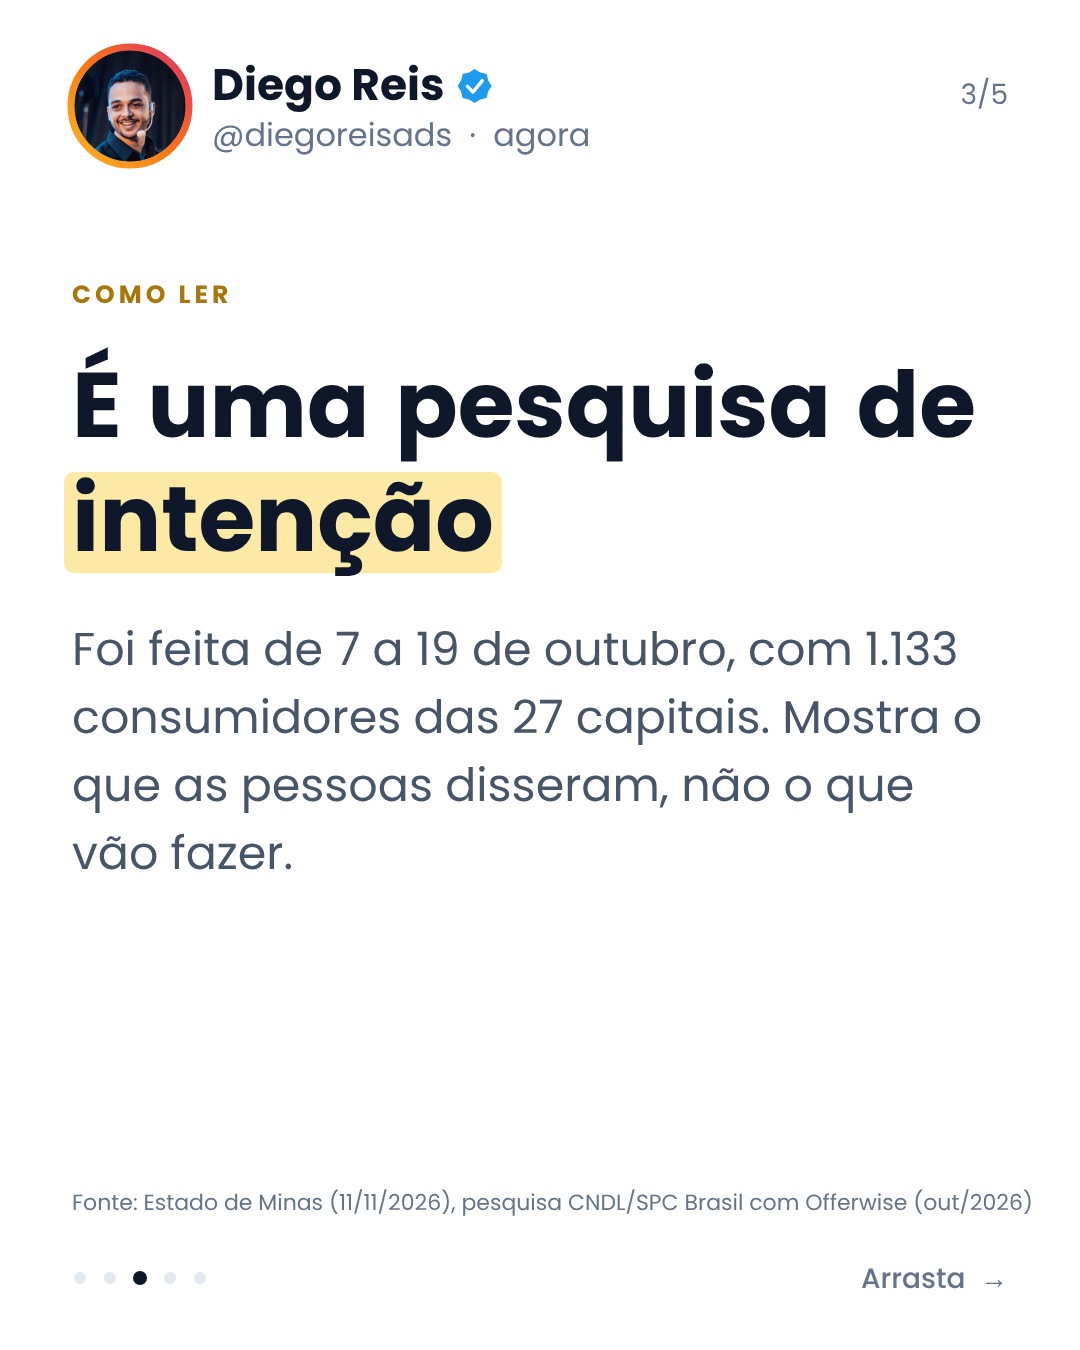 Diego Reis
@diegoreisads · agora
3/5
COMO LER
É uma pesquisa de
intenção
Foi feita de 7 a 19 de outubro, com 1.133
consumidores das 27 capitais. Mostra o
que as pessoas disseram, não o que
vão fazer.
Fonte: Estado de Minas (11/11/2026), pesquisa CNDL/SPC Brasil com Offerwise (out/2026)
Arrasta →